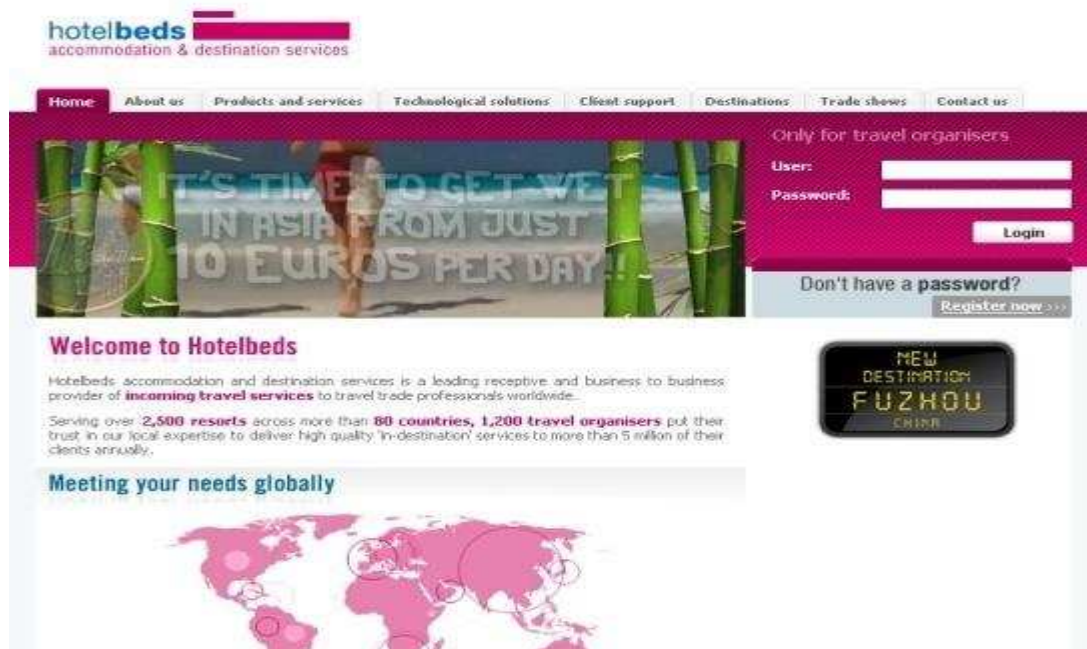 hotelbeds
accommodation & destination services
Home About us Products and services Technological solutions Client support Destinations Trade shows Contact us
Only for travel organisers
User:
Password:
Login
IT'S TIME TO GET WET
IN ASIA FROM JUST
10 EUROS PER DAY!!
Don't have a password?
Register now >>>
Welcome to Hotelbeds
Hotelbeds accommodation and destination services is a leading receptive and business to business
provider of incoming travel services to travel trade professionals worldwide.
Serving over 2,500 resorts across more than 80 countries, 1,200 travel organisers put their
trust in our local expertise to deliver high quality 'in-destination' services to more than 5 million of their
clients annually.
NEW
DESTINATION
FUZHOU
CHINA
Meeting your needs globally